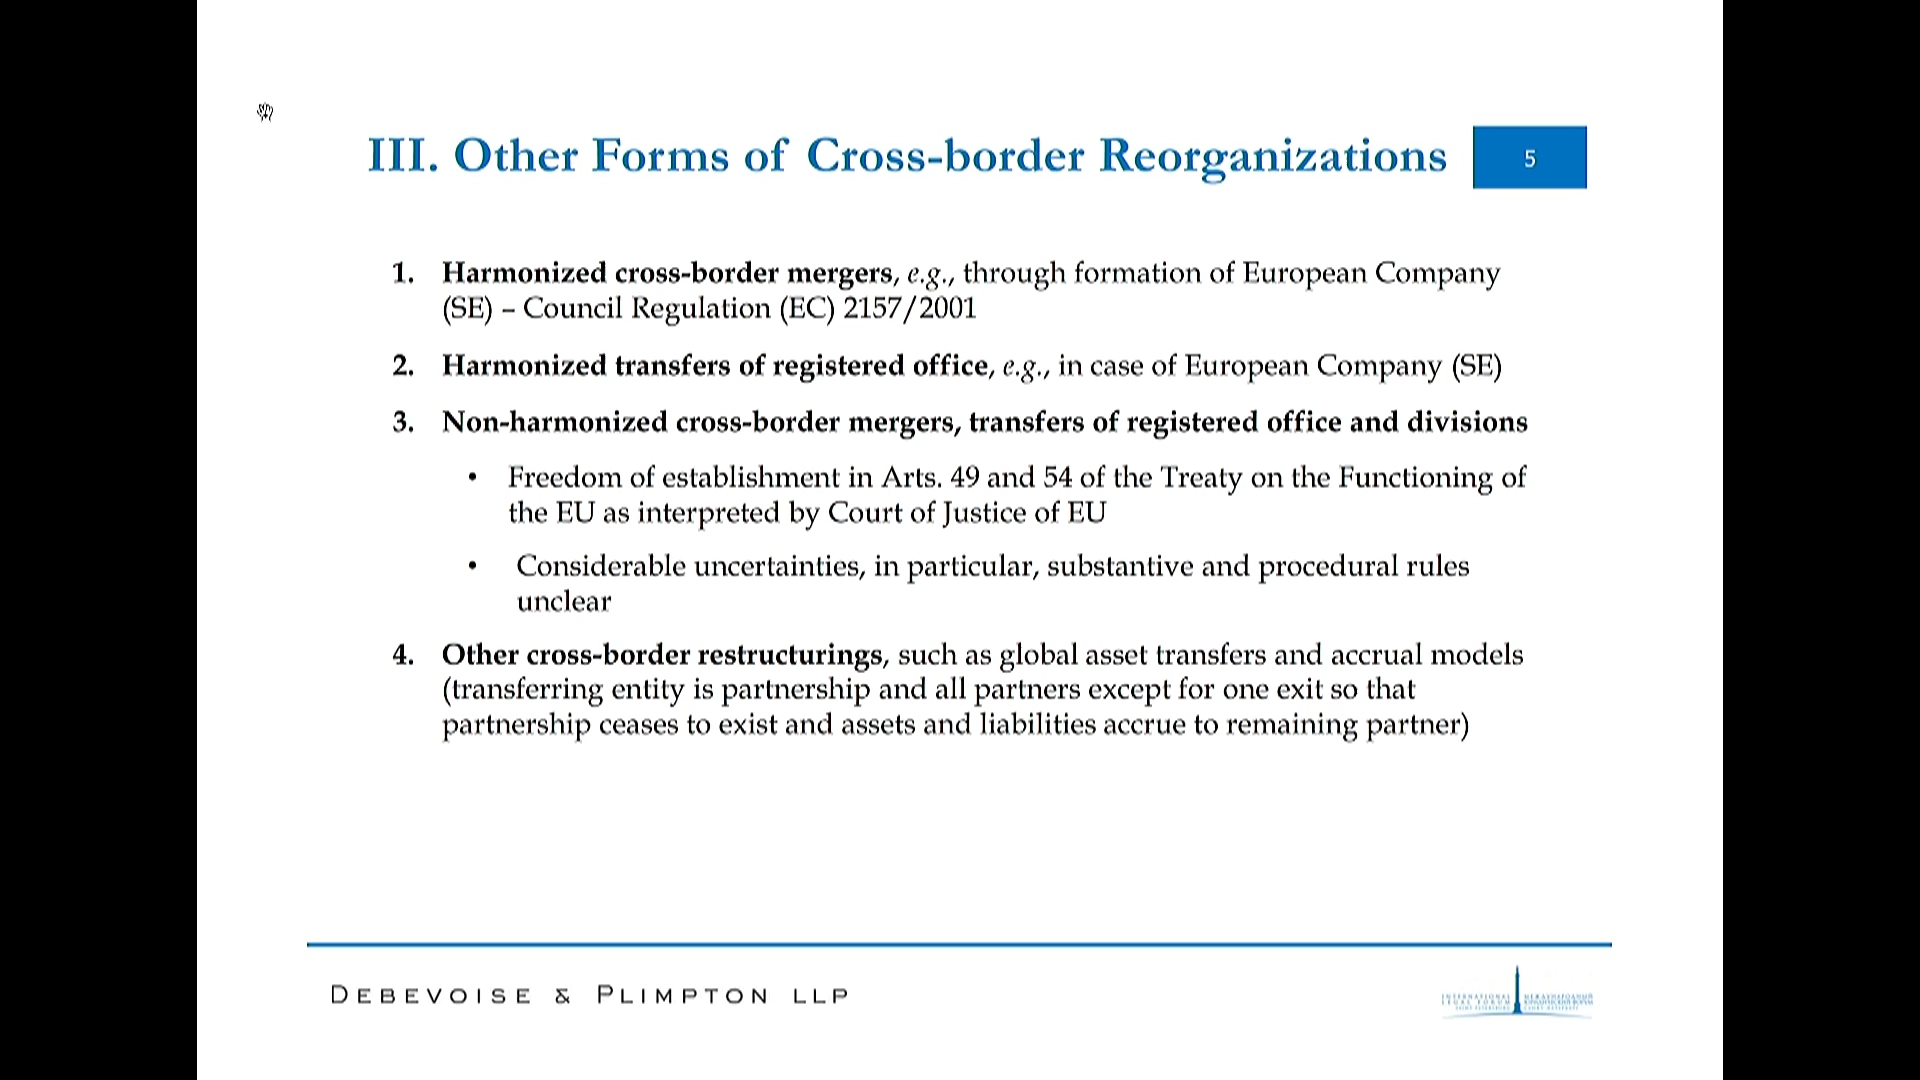 III. Other Forms of Cross-border Reorganizations
5
1. Harmonized cross-border mergers, e.g., through formation of European Company
(SE) – Council Regulation (EC) 2157/2001
2. Harmonized transfers of registered office, e.g., in case of European Company (SE)
3. Non-harmonized cross-border mergers, transfers of registered office and divisions
• Freedom of establishment in Arts. 49 and 54 of the Treaty on the Functioning of
the EU as interpreted by Court of Justice of EU
• Considerable uncertainties, in particular, substantive and procedural rules
unclear
4. Other cross-border restructurings, such as global asset transfers and accrual models
(transferring entity is partnership and all partners except for one exit so that
partnership ceases to exist and assets and liabilities accrue to remaining partner)
DEBEVOISE & PLIMPTON LLP
INTERNATIONAL
LEGAL FORUM